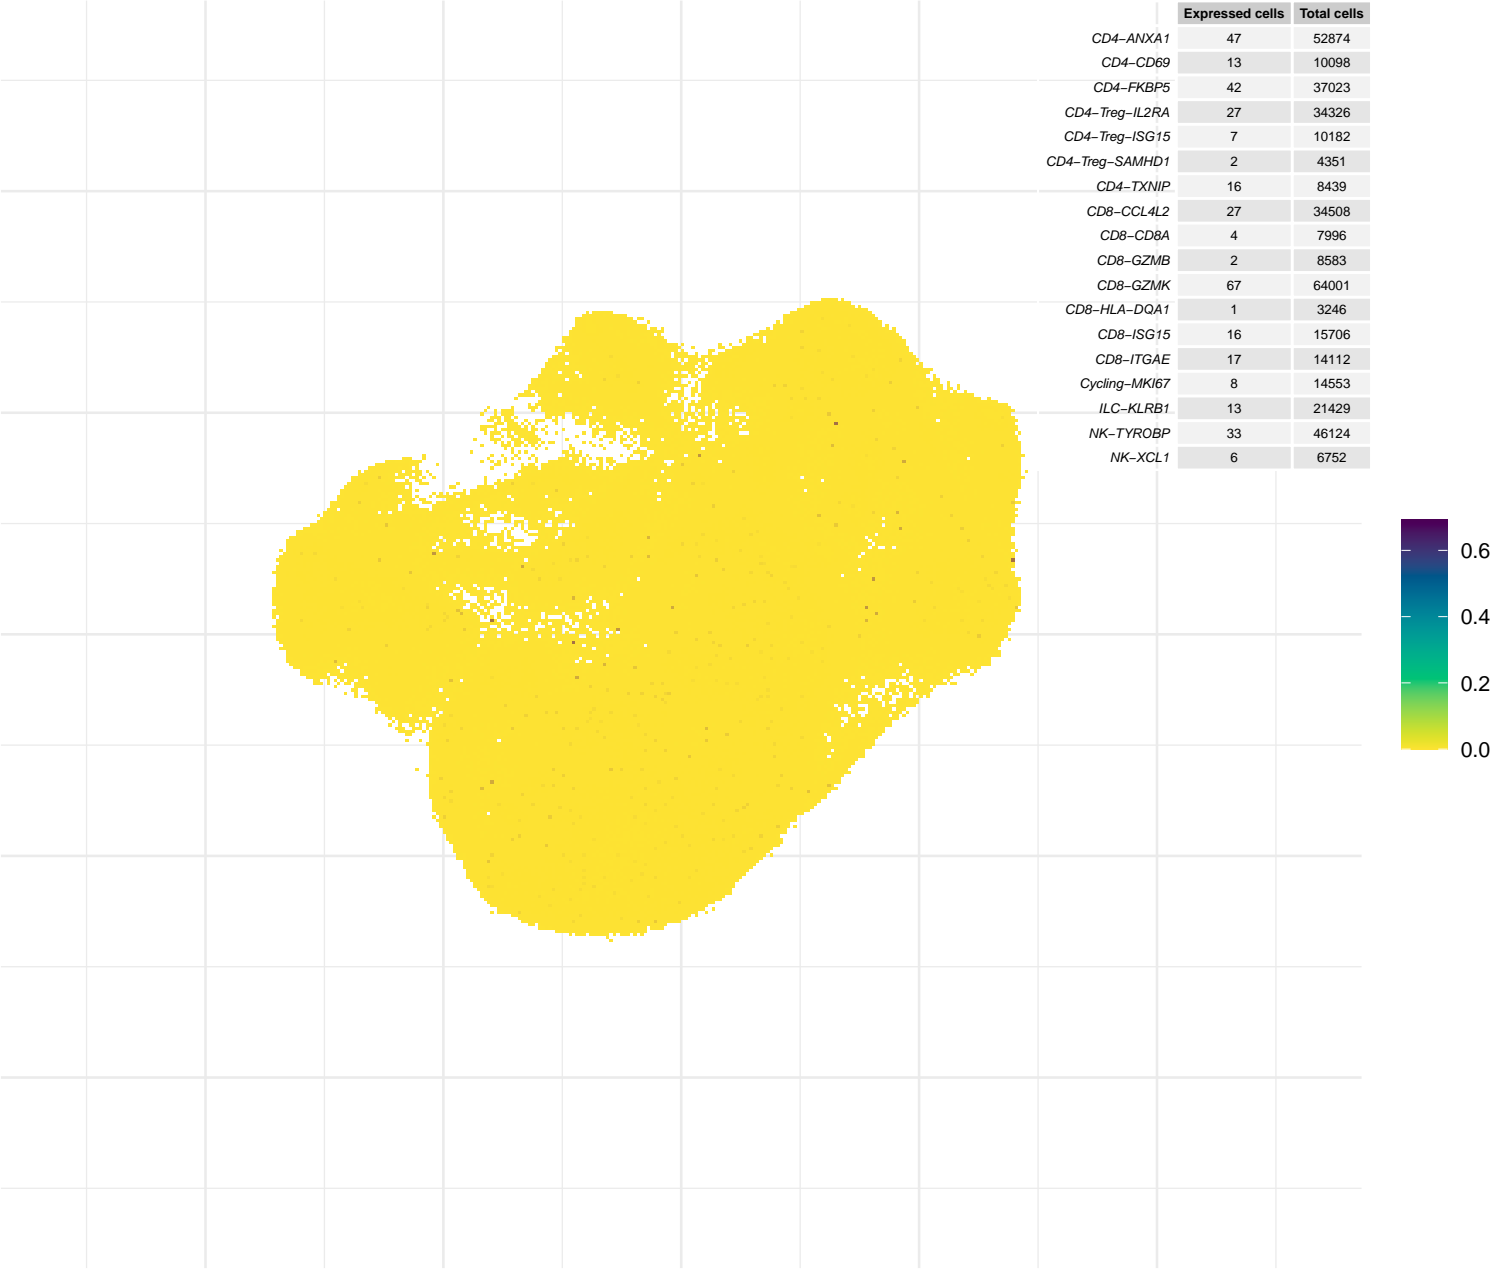 Expressed cells Total cells
CD4−ANXA1 47 52874
CD4−CD69 13 10098
CD4−FKBP5 42 37023
CD4−Treg−IL2RA 27 34326
CD4−Treg−ISG15 7 10182
CD4−Treg−SAMHD1 2 4351
CD4−TXNIP 16 8439
CD8−CCL4L2 27 34508
CD8−CD8A 4 7996
CD8−GZMB 2 8583
CD8−GZMK 67 64001
CD8−HLA−DQA1 1 3246
CD8−ISG15 16 15706
CD8−ITGAE 17 14112
Cycling−MKI67 8 14553
ILC−KLRB1 13 21429
NK−TYROBP 33 46124
NK−XCL1 6 6752
0.6
0.4
0.2
0.0